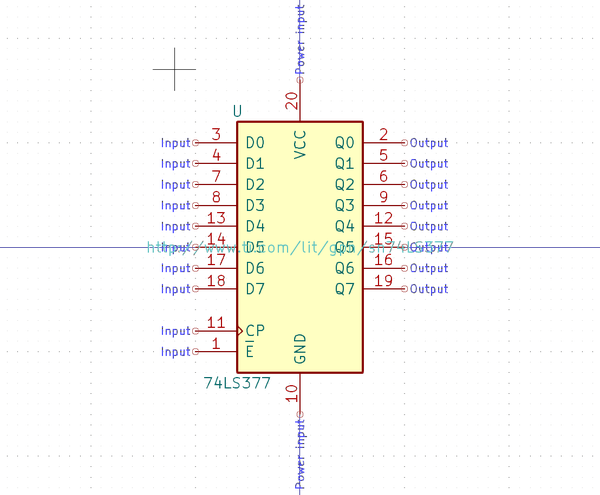 Power input
20
U
VCC
Input 3 D0 Q0 2 Output
Input 4 D1 Q1 5 Output
Input 7 D2 Q2 6 Output
Input 8 D3 Q3 9 Output
Input 13 D4 Q4 12 Output
Input 14 D5 Q5 15 Output
http://www.ti.com/lit/gpn/sn74LS377
Input 17 D6 Q6 16 Output
Input 18 D7 Q7 19 Output
Input 11 CP
Input 1 E
GND
74LS377
10
Power input